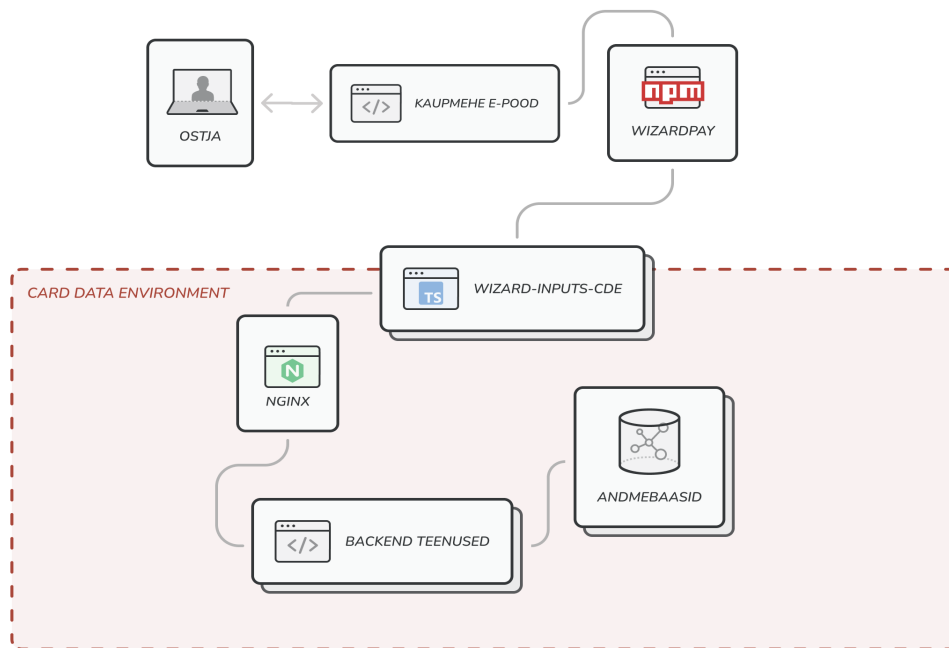 OSTJA
KAUPMEHE E-POOD
npm
WIZARDPAY
CARD DATA ENVIRONMENT
TS
WIZARD-INPUTS-CDE
N
NGINX
ANDMEBAASID
</>
BACKEND TEENUSED